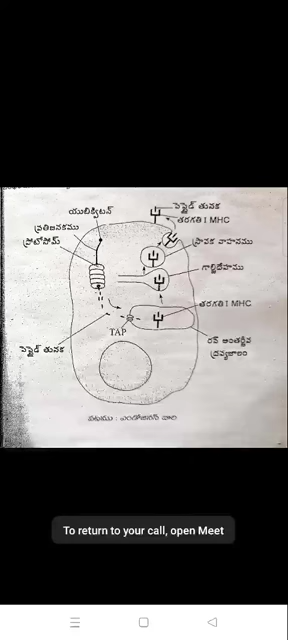 పెప్టైడ్ తునక
తరగతి I MHC
యుబిక్విటన్
ప్రతిజనకము
ప్రోటోసోమ్
స్రావక వాహనము
గాల్జిదేహము
తరగతి I MHC
TAP
పెప్టైడ్ తునక
రఫ్ అంతర్జీవ
ద్రవ్యజాలం
పటము : ఎండోజీనస్ దారి
To return to your call, open Meet